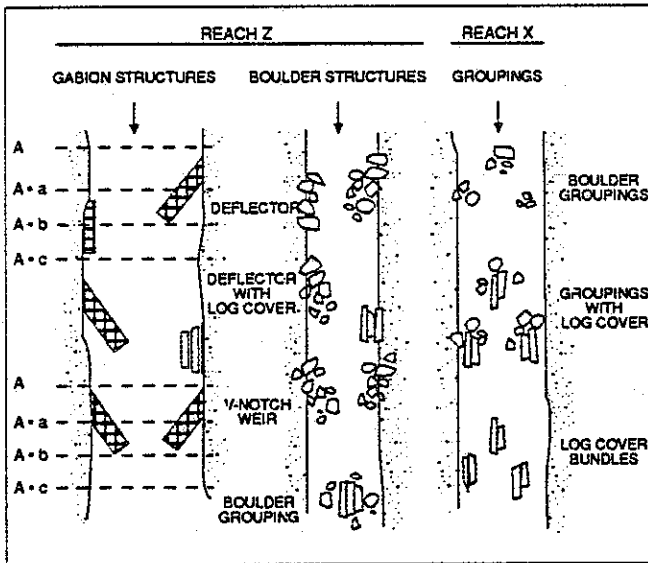 REACH Z
REACH X
GABION STRUCTURES
BOULDER STRUCTURES
GROUPINGS
A
A•a
A•b
A•c
A
A•a
A•b
A•c
DEFLECTOR
DEFLECTOR
WITH
LOG COVER
V-NOTCH
WEIR
BOULDER
GROUPING
BOULDER
GROUPINGS
GROUPINGS
WITH
LOG COVER
LOG COVER
BUNDLES